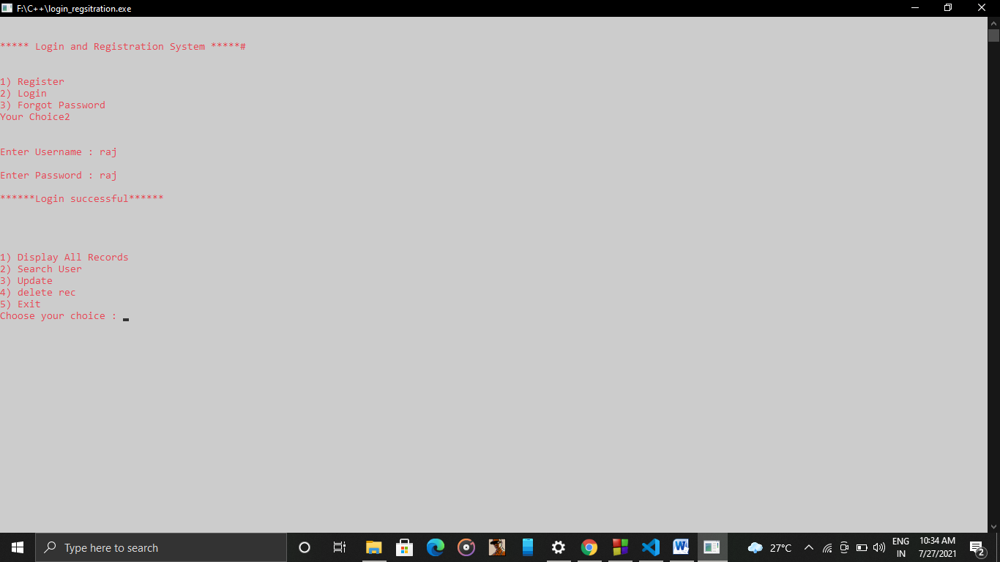 F:\C++\login_regsitration.exe
***** Login and Registration System *****#
1) Register
2) Login
3) Forgot Password
Your Choice2
Enter Username : raj
Enter Password : raj
******Login successful******
1) Display All Records
2) Search User
3) Update
4) delete rec
5) Exit
Choose your choice :
Type here to search
27°C
ENG
IN
10:34 AM
7/27/2021
2